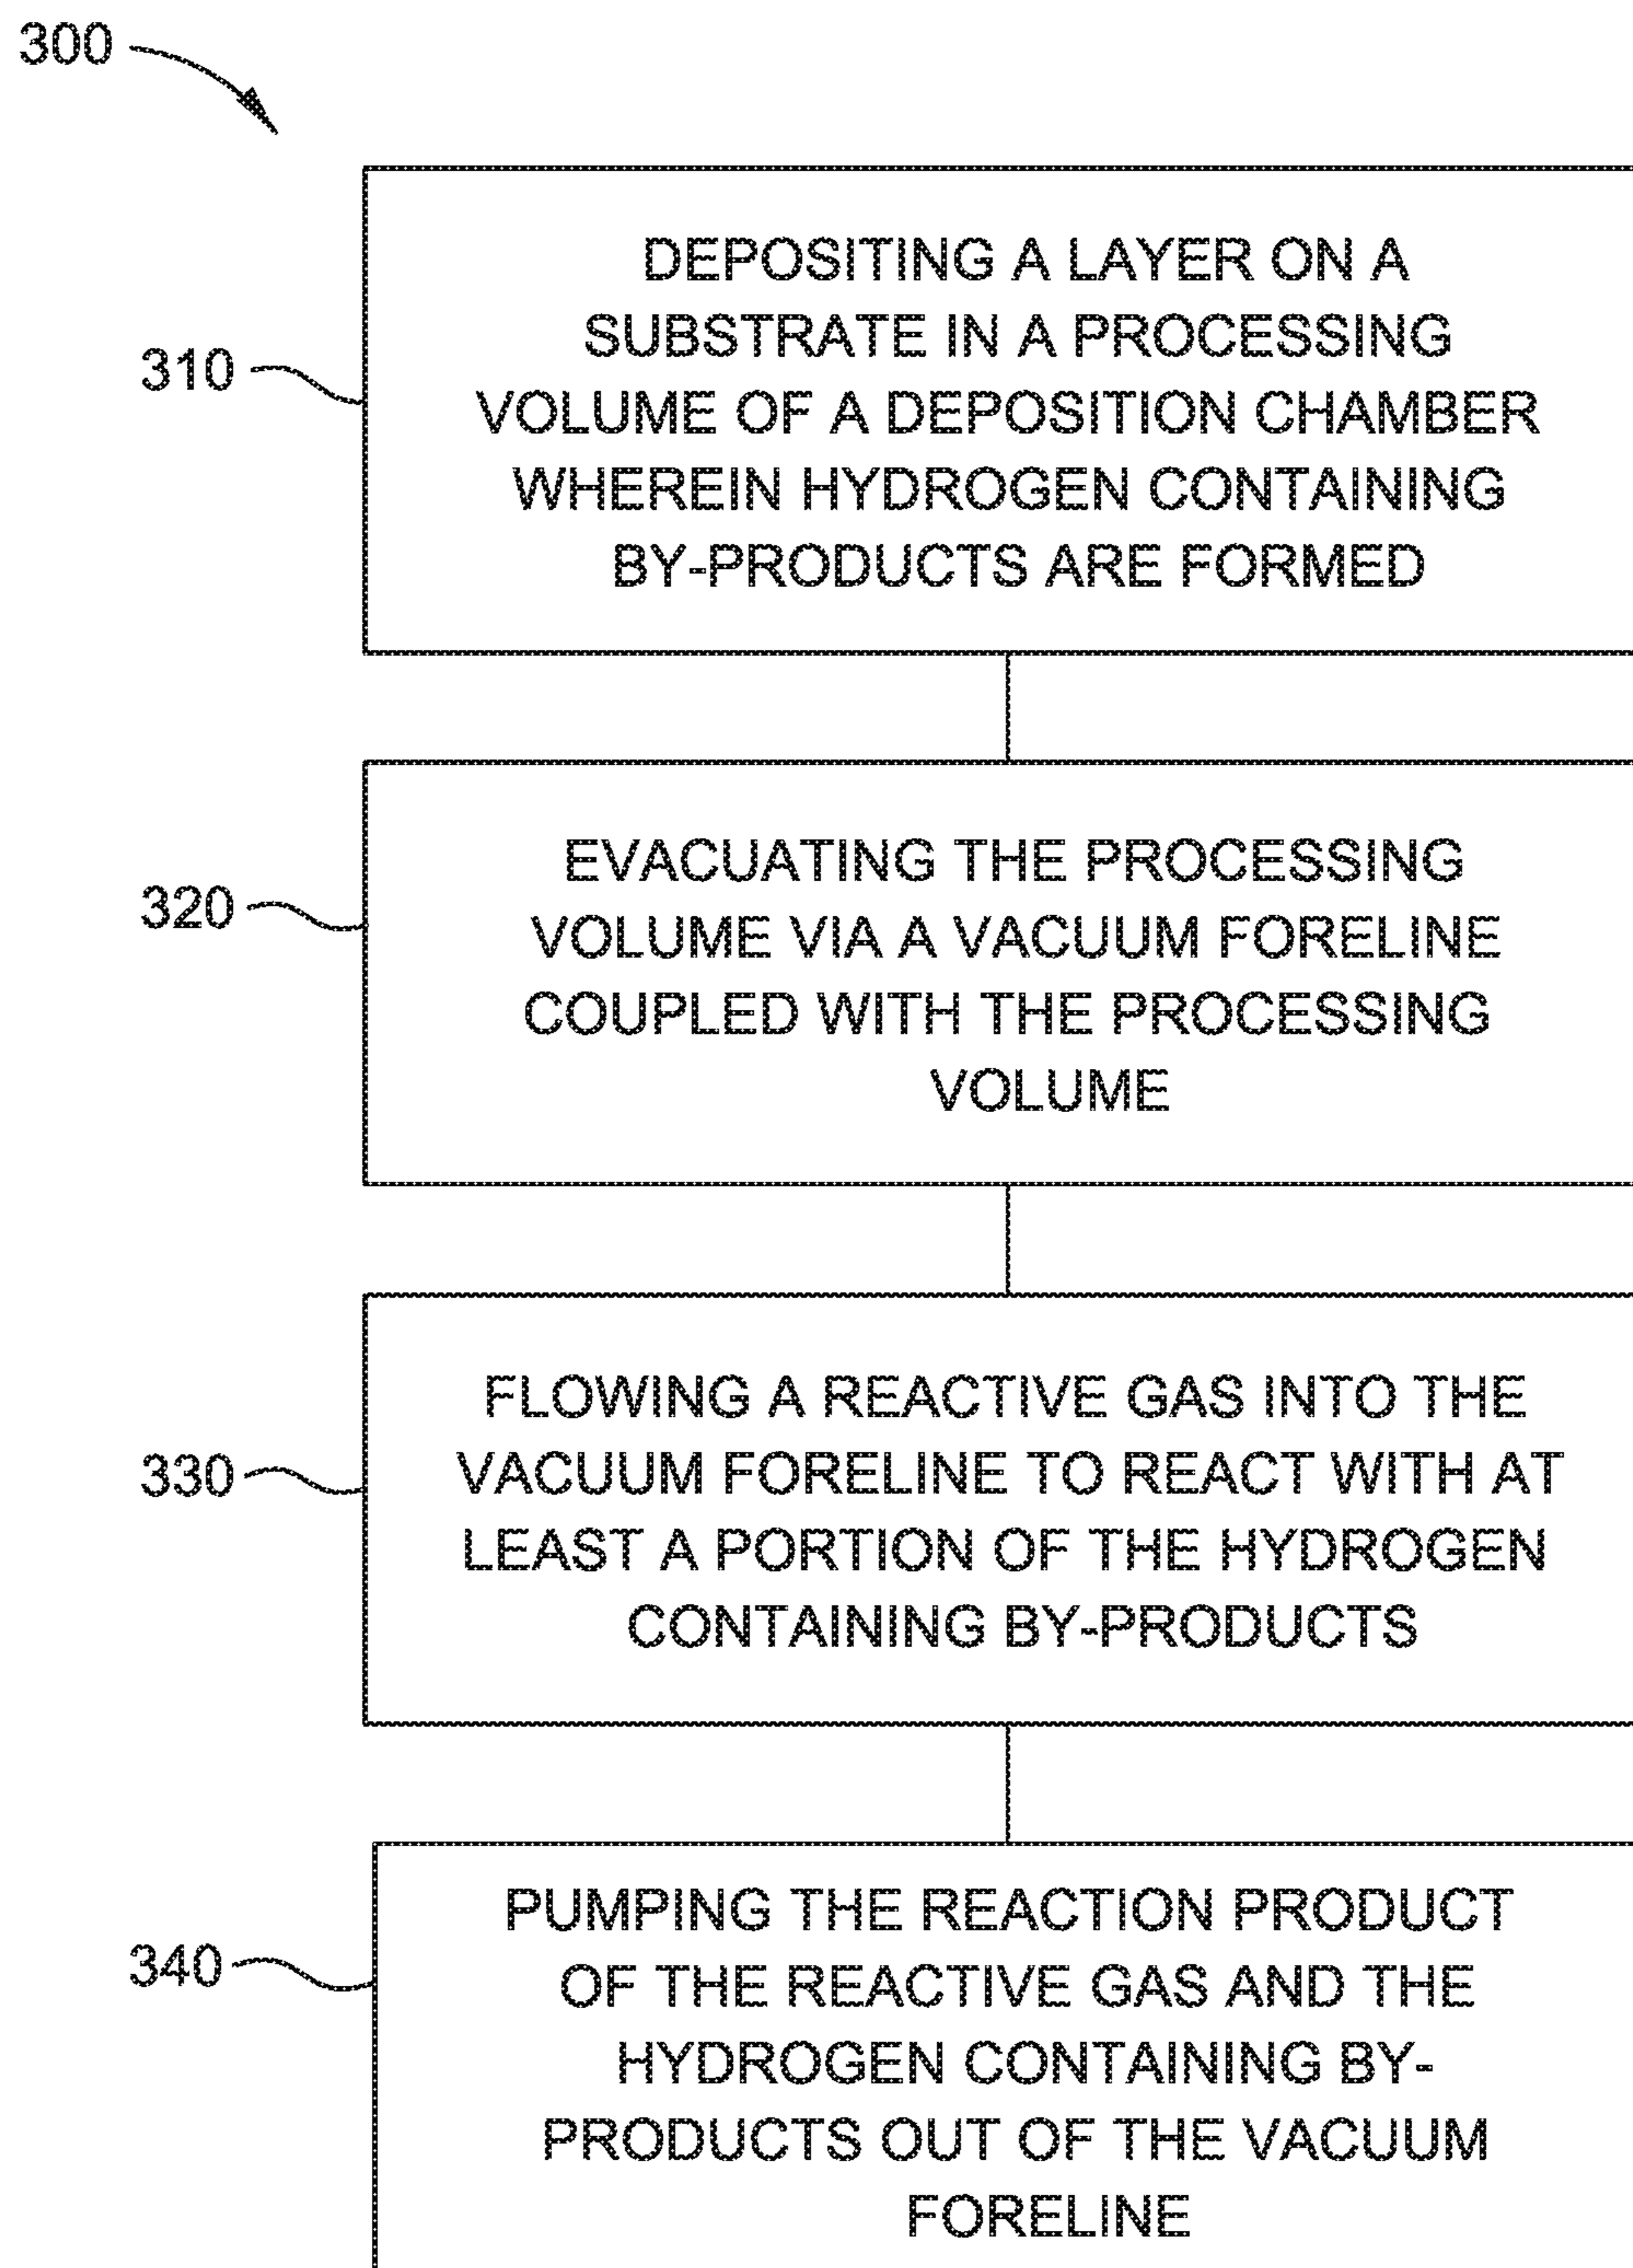 300
310
DEPOSITING A LAYER ON A
SUBSTRATE IN A PROCESSING
VOLUME OF A DEPOSITION CHAMBER
WHEREIN HYDROGEN CONTAINING
BY-PRODUCTS ARE FORMED
320
EVACUATING THE PROCESSING
VOLUME VIA A VACUUM FORELINE
COUPLED WITH THE PROCESSING
VOLUME
330
FLOWING A REACTIVE GAS INTO THE
VACUUM FORELINE TO REACT WITH AT
LEAST A PORTION OF THE HYDROGEN
CONTAINING BY-PRODUCTS
340
PUMPING THE REACTION PRODUCT
OF THE REACTIVE GAS AND THE
HYDROGEN CONTAINING BY-
PRODUCTS OUT OF THE VACUUM
FORELINE